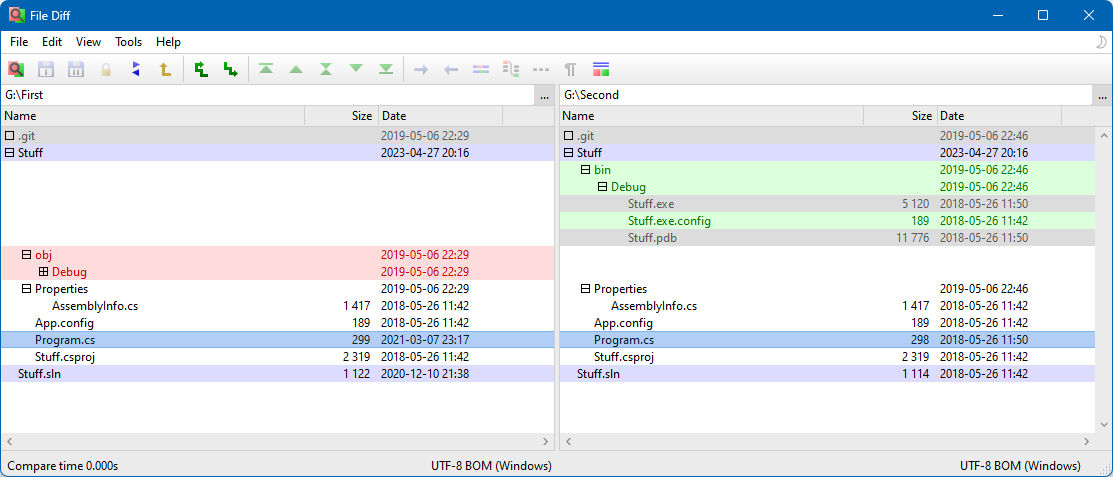 File Diff
File Edit View Tools Help
G:\First ...
Name Size Date
.git 2019-05-06 22:29
Stuff 2023-04-27 20:16
obj 2019-05-06 22:29
Debug 2019-05-06 22:29
Properties 2019-05-06 22:29
AssemblyInfo.cs 1 417 2018-05-26 11:42
App.config 189 2018-05-26 11:42
Program.cs 299 2021-03-07 23:17
Stuff.csproj 2 319 2018-05-26 11:42
Stuff.sln 1 122 2020-12-10 21:38
G:\Second ...
Name Size Date
.git 2019-05-06 22:46
Stuff 2023-04-27 20:16
bin 2019-05-06 22:46
Debug 2019-05-06 22:46
Stuff.exe 5 120 2018-05-26 11:50
Stuff.exe.config 189 2018-05-26 11:42
Stuff.pdb 11 776 2018-05-26 11:50
Properties 2019-05-06 22:46
AssemblyInfo.cs 1 417 2018-05-26 11:42
App.config 189 2018-05-26 11:42
Program.cs 298 2018-05-26 11:50
Stuff.csproj 2 319 2018-05-26 11:42
Stuff.sln 1 114 2018-05-26 11:42
Compare time 0.000s UTF-8 BOM (Windows) UTF-8 BOM (Windows)